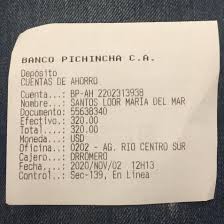 BANCO PICHINCHA C.A.
Depósito
CUENTAS DE AHORRO
Cuenta...: BP-AH 2202313938
Nombre...: SANTOS LOOR MARIA DEL MAR
Documento: 55638340
Efectivo.: 320.00
Total....: 320.00
Moneda...: USD
Oficina..: 0202 - AG. RIO CENTRO SUR
Cajero...: DRROMERO
Fecha....: 2020/NOV/02 12H13
Control..: Sec-139, En Linea